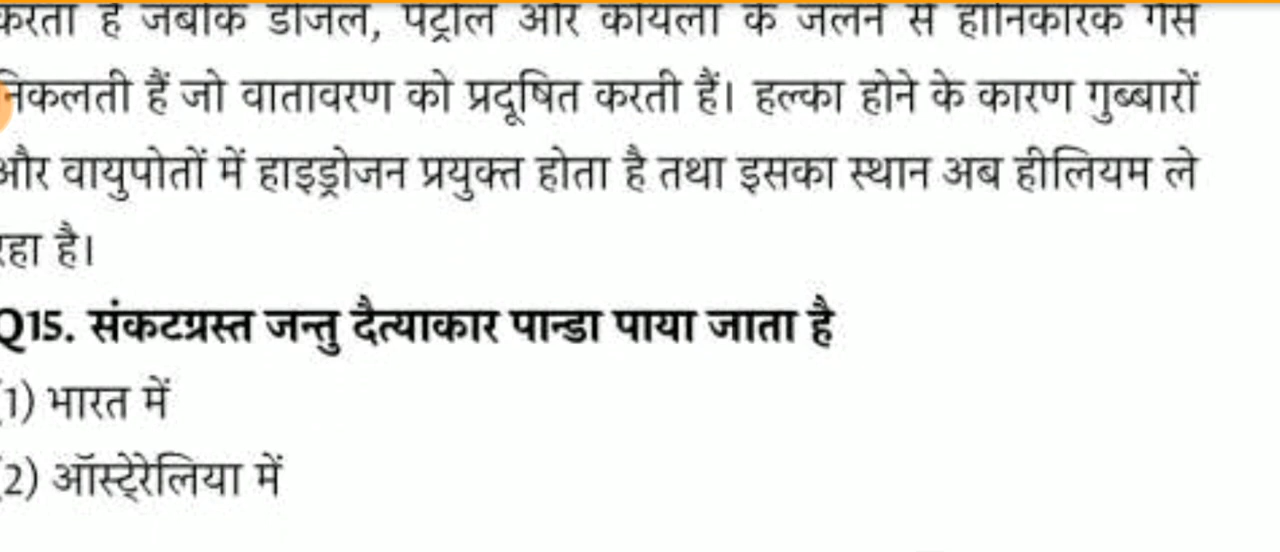 करता है जबकि डीजल, पेट्रोल और कोयला के जलने से हानिकारक गैसें
निकलती हैं जो वातावरण को प्रदूषित करती हैं। हल्का होने के कारण गुब्बारों
और वायुपोतों में हाइड्रोजन प्रयुक्त होता है तथा इसका स्थान अब हीलियम ले
रहा है।
Q15. संकटग्रस्त जन्तु दैत्याकार पान्डा पाया जाता है
(1) भारत में
(2) ऑस्टे्रेलिया में